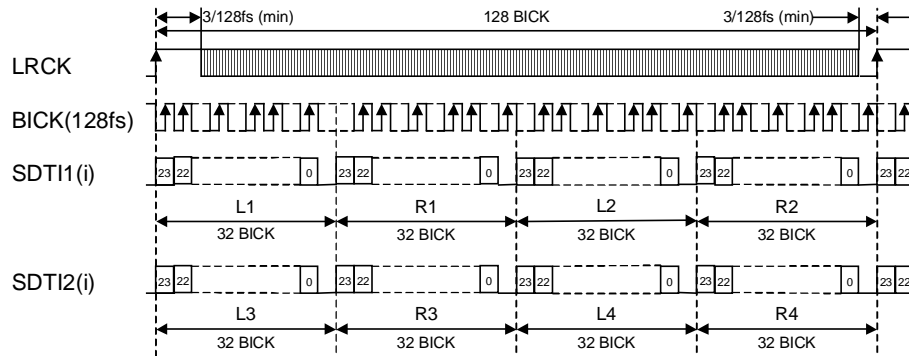 3/128fs (min) 128 BICK 3/128fs (min)
LRCK
BICK(128fs)
SDTI1(i) 23 22 0 23 22 0 23 22 0 23 22 0 23 22
L1 R1 L2 R2
32 BICK 32 BICK 32 BICK 32 BICK
SDTI2(i) 23 22 0 23 22 0 23 22 0 23 22 0 23 22
L3 R3 L4 R4
32 BICK 32 BICK 32 BICK 32 BICK